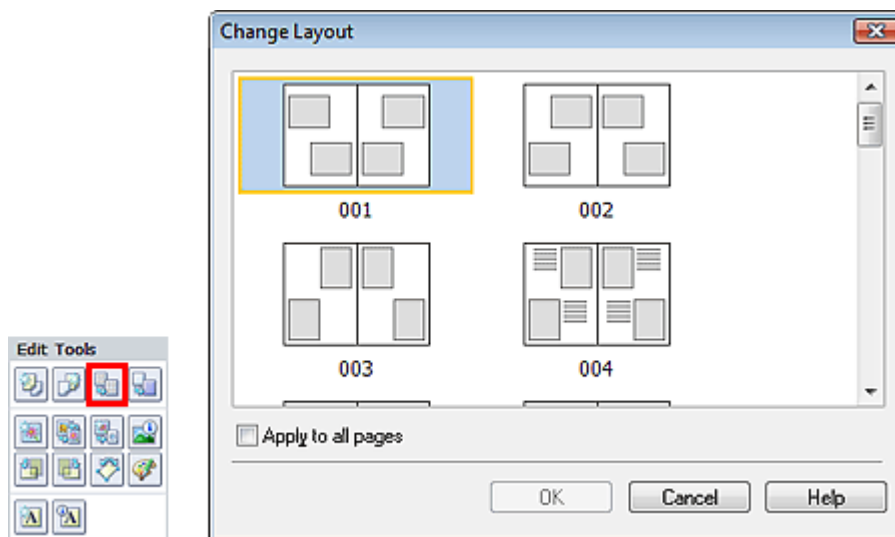 Change Layout
001
002
003
004
Apply to all pages
OK
Cancel
Help
Edit Tools